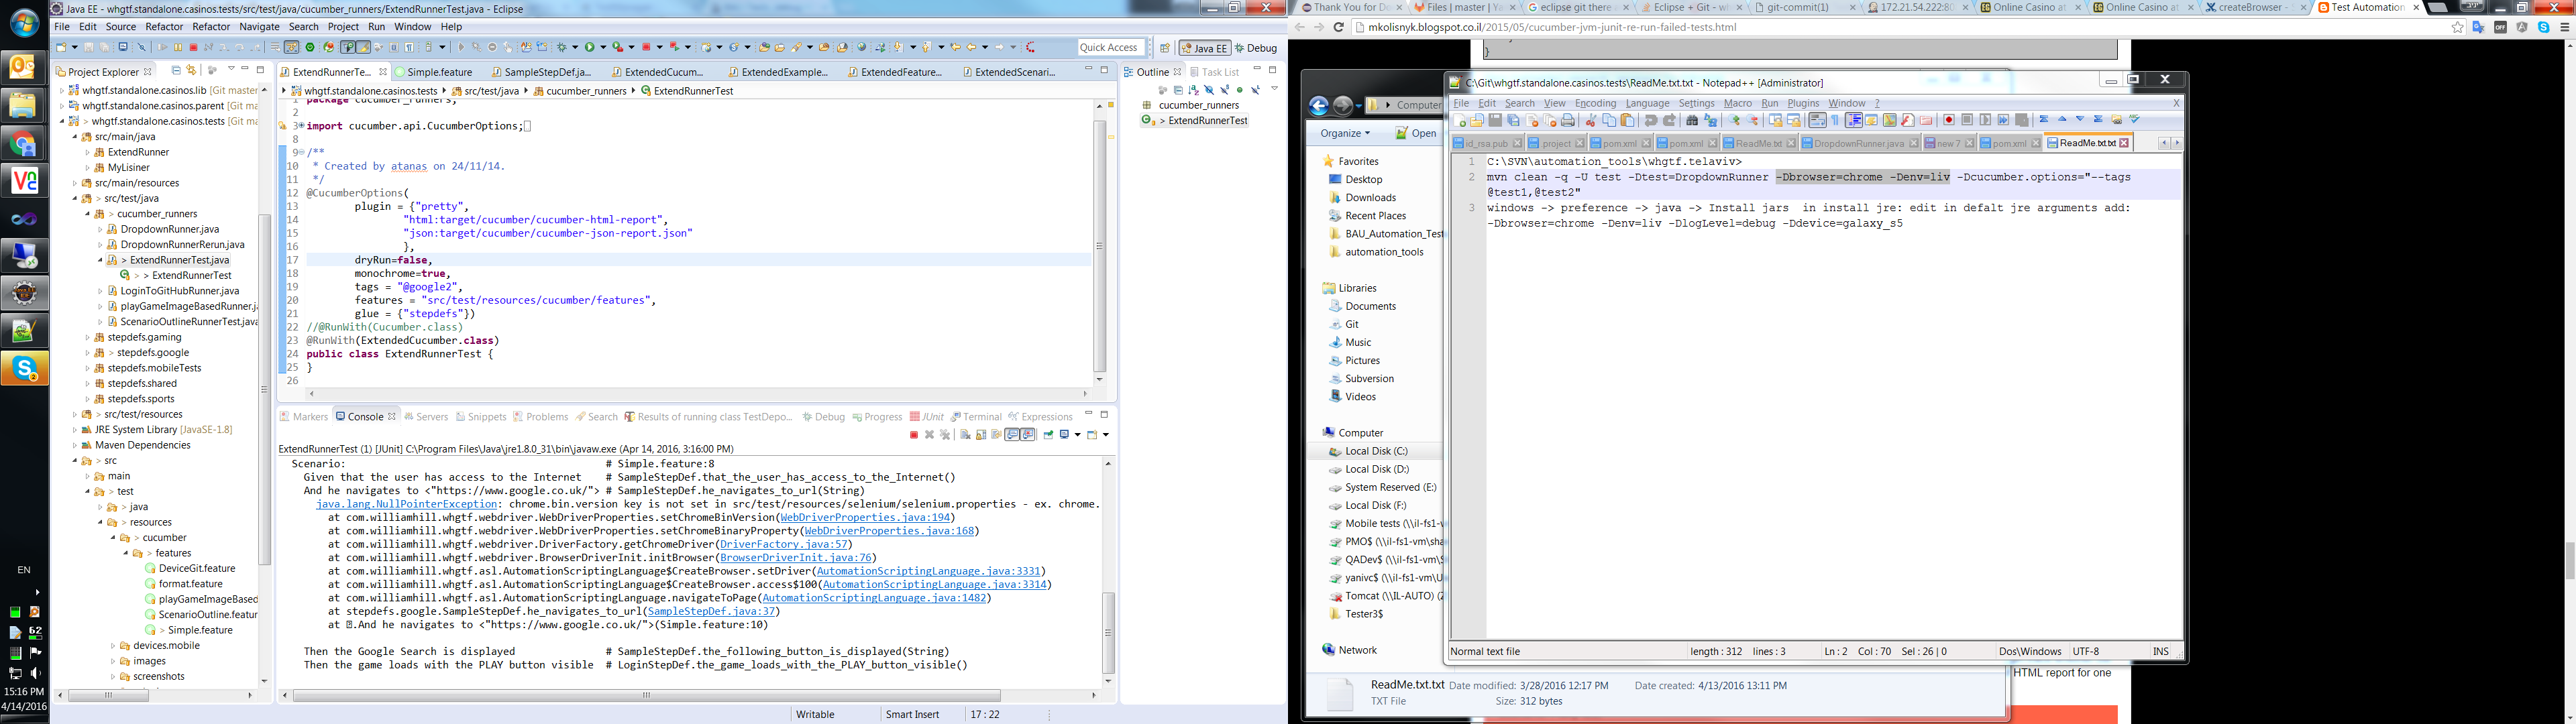 Java EE - whgtf.standalone.casinos.tests/src/test/java/cucumber_runners/ExtendRunnerTest.java - Eclipse
File Edit Source Refactor Refactor Navigate Search Project Run Window Help
Quick Access
Java EE
Debug
Project Explorer
whgtf.standalone.casinos.lib [Git master
whgtf.standalone.casinos.parent [Git ma
> whgtf.standalone.casinos.tests [Git ma
src/main/java
ExtendRunner
MyLisiner
src/main/resources
> src/test/java
> cucumber_runners
DropdownRunner.java
DropdownRunnerRerun.java
> ExtendRunnerTest.java
> > ExtendRunnerTest
LoginToGitHubRunner.java
playGameImageBasedRunner.ja
ScenarioOutlineRunnerTest.java
stepdefs.gaming
> stepdefs.google
stepdefs.mobileTests
stepdefs.shared
stepdefs.sports
> src/test/resources
JRE System Library [JavaSE-1.8]
Maven Dependencies
> src
main
> test
> java
> resources
> cucumber
> features
DeviceGit.feature
format.feature
playGameImageBased
ScenarioOutline.featur
> Simple.feature
devices.mobile
images
screenshots
EN
15:16 PM
4/14/2016
ExtendRunnerTe...
Simple.feature
SampleStepDef.ja...
ExtendedCucum...
ExtendedExample...
ExtendedFeature...
ExtendedScenari...
whgtf.standalone.casinos.tests
src/test/java
cucumber_runners
ExtendRunnerTest
1 package cucumber_runners;
2
3 import cucumber.api.CucumberOptions;
9 /**
10 * Created by atanas on 24/11/14.
11 */
12 @CucumberOptions(
13 plugin = {"pretty",
14 "html:target/cucumber/cucumber-html-report",
15 "json:target/cucumber/cucumber-json-report.json"
16 },
17 dryRun=false,
18 monochrome=true,
19 tags = "@google2",
20 features = "src/test/resources/cucumber/features",
21 glue = {"stepdefs"})
22 //@RunWith(Cucumber.class)
23 @RunWith(ExtendedCucumber.class)
24 public class ExtendRunnerTest {
25 }
26
Outline
Task List
cucumber_runners
> ExtendRunnerTest
Markers Console Servers Snippets Problems Search Results of running class TestDepo... Debug Progress JUnit Terminal Expressions
ExtendRunnerTest (1) [JUnit] C:\Program Files\Java\jre1.8.0_31\bin\javaw.exe (Apr 14, 2016, 3:16:00 PM)
Scenario: # Simple.feature:8
Given that the user has access to the Internet # SampleStepDef.that_the_user_has_access_to_the_Internet()
And he navigates to <"https://www.google.co.uk/"> # SampleStepDef.he_navigates_to_url(String)
java.lang.NullPointerException: chrome.bin.version key is not set in src/test/resources/selenium/selenium.properties - ex. chrome.
at com.williamhill.whgtf.webdriver.WebDriverProperties.setChromeBinVersion(WebDriverProperties.java:194)
at com.williamhill.whgtf.webdriver.WebDriverProperties.setChromeBinaryProperty(WebDriverProperties.java:168)
at com.williamhill.whgtf.webdriver.DriverFactory.getChromeDriver(DriverFactory.java:57)
at com.williamhill.whgtf.webdriver.BrowserDriverInit.initBrowser(BrowserDriverInit.java:76)
at com.williamhill.whgtf.asl.AutomationScriptingLanguage$CreateBrowser.setDriver(AutomationScriptingLanguage.java:3331)
at com.williamhill.whgtf.asl.AutomationScriptingLanguage$CreateBrowser.access$100(AutomationScriptingLanguage.java:3314)
at com.williamhill.whgtf.asl.AutomationScriptingLanguage.navigateToPage(AutomationScriptingLanguage.java:1482)
at stepdefs.google.SampleStepDef.he_navigates_to_url(SampleStepDef.java:37)
at .And he navigates to <"https://www.google.co.uk/">(Simple.feature:10)
Then the Google Search is displayed # SampleStepDef.the_following_button_is_displayed(String)
Then the game loads with the PLAY button visible # LoginStepDef.the_game_loads_with_the_PLAY_button_visible()
Writable
Smart Insert
17 : 22
Thank You for Do
Files | master | Ya
eclipse git there a
Eclipse + Git - wh
git-commit(1)
172.21.54.222:80
Online Casino at
Online Casino at
createBrowser -
Test Automation
mkolisnyk.blogspot.co.il/2015/05/cucumber-jvm-junit-re-run-failed-tests.html
}
Computer
Organize
Open
Favorites
Desktop
Downloads
Recent Places
BAU_Automation_Test
automation_tools
Libraries
Documents
Git
Music
Pictures
Subversion
Videos
Computer
Local Disk (C:)
Local Disk (D:)
System Reserved (E:)
Local Disk (F:)
Mobile tests (\\il-fs1-v
PMO$ (\\il-fs1-vm\sha
QADev$ (\\il-fs1-vm\S
yanivc$ (\\il-fs1-vm\U
Tomcat (\\IL-AUTO) (Z
Tester3$
Network
ReadMe.txt.txt Date modified: 3/28/2016 12:17 PM Date created: 4/13/2016 13:11 PM
TXT File Size: 312 bytes
C:\Git\whgtf.standalone.casinos.tests\ReadMe.txt.txt - Notepad++ [Administrator]
File Edit Search View Encoding Language Settings Macro Run Plugins Window ?
X
id_rsa.pub
project
pom.xml
pom.xml
ReadMe.txt
DropdownRunner.java
new 7
pom.xml
ReadMe.txt.txt
1 C:\SVN\automation_tools\whgtf.telaviv>
2 mvn clean -q -U test -Dtest=DropdownRunner -Dbrowser=chrome -Denv=liv -Dcucumber.options="--tags
@test1,@test2"
3 windows -> preference -> java -> Install jars in install jre: edit in defalt jre arguments add:
-Dbrowser=chrome -Denv=liv -DlogLevel=debug -Ddevice=galaxy_s5
Normal text file
length : 312 lines : 3
Ln : 2 Col : 70 Sel : 26 | 0
Dos\Windows
UTF-8
INS
HTML report for one